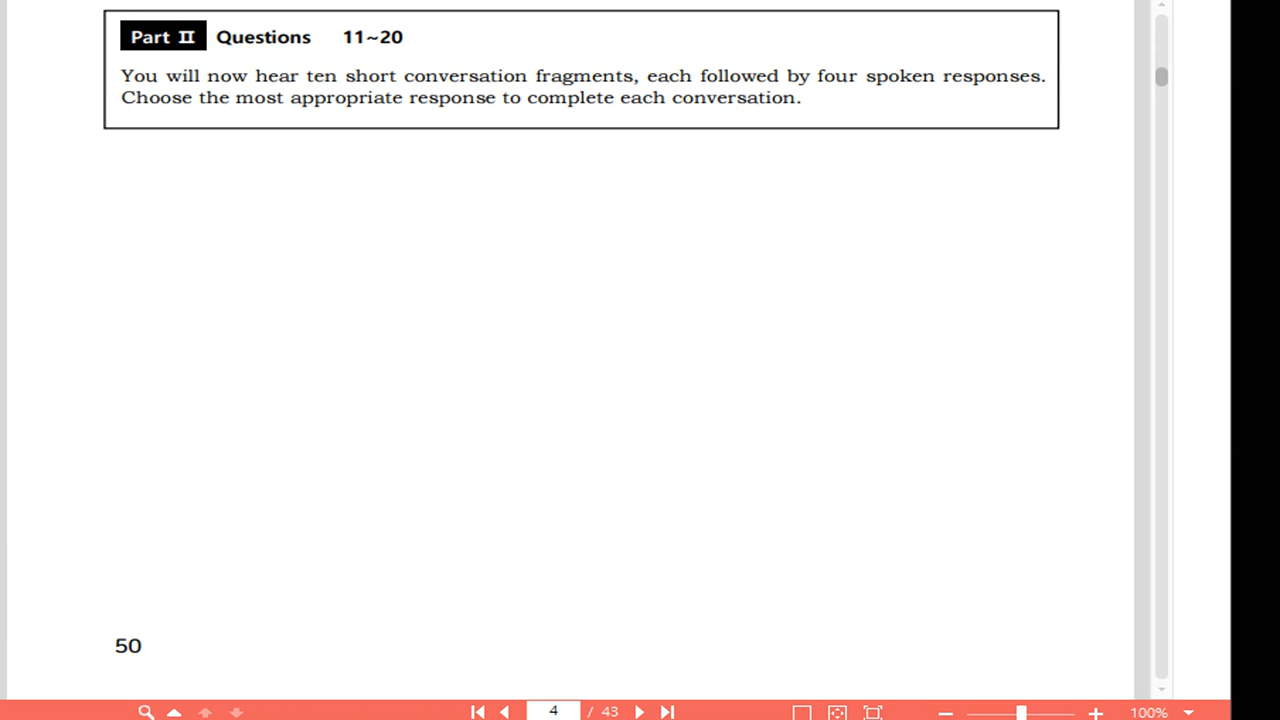 Part Ⅱ Questions 11~20
You will now hear ten short conversation fragments, each followed by four spoken responses.
Choose the most appropriate response to complete each conversation.
50
4 / 43 100%